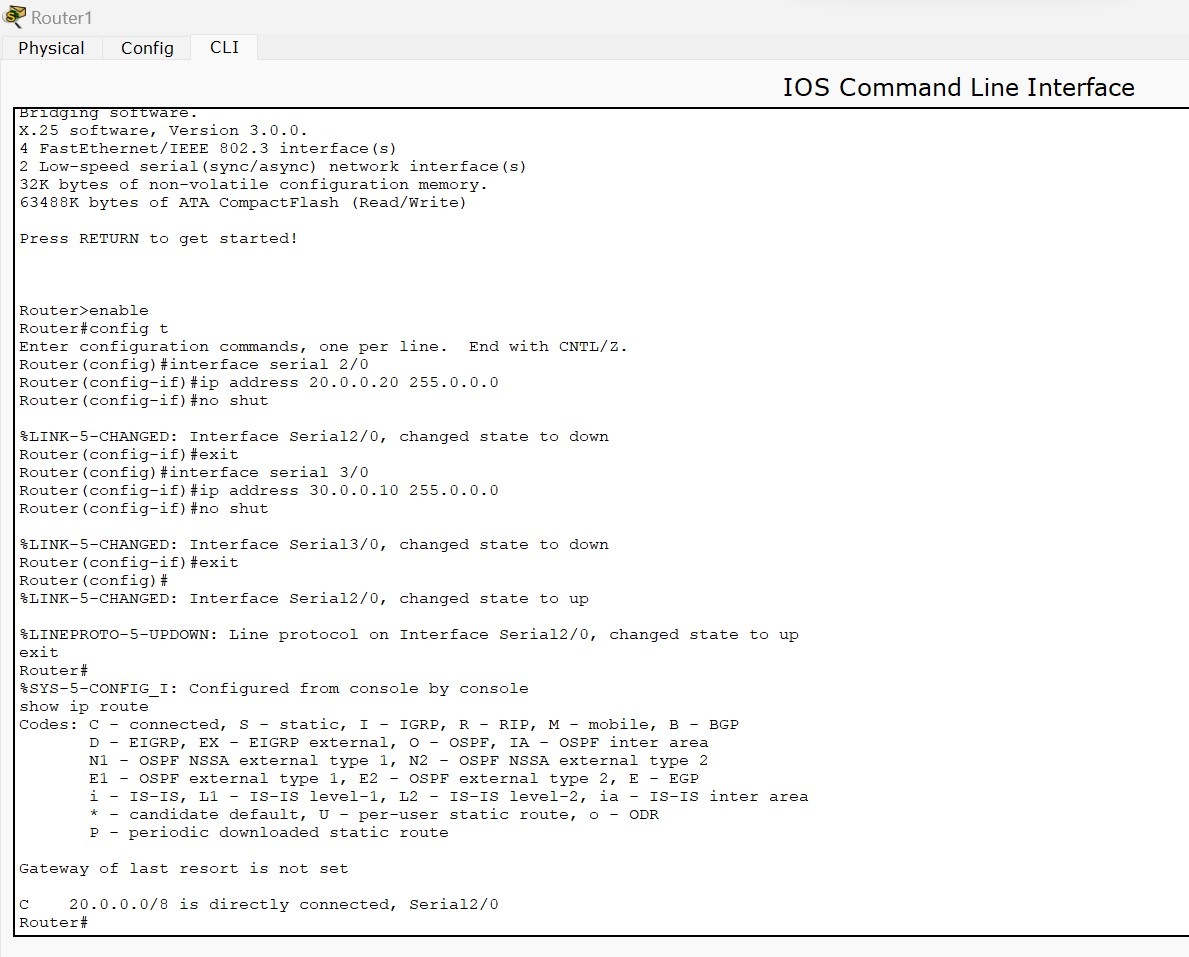 Router1
Physical Config CLI
IOS Command Line Interface
Bridging software.
X.25 software, Version 3.0.0.
4 FastEthernet/IEEE 802.3 interface(s)
2 Low-speed serial(sync/async) network interface(s)
32K bytes of non-volatile configuration memory.
63488K bytes of ATA CompactFlash (Read/Write)
Press RETURN to get started!
Router>enable
Router#config t
Enter configuration commands, one per line.  End with CNTL/Z.
Router(config)#interface serial 2/0
Router(config-if)#ip address 20.0.0.20 255.0.0.0
Router(config-if)#no shut
%LINK-5-CHANGED: Interface Serial2/0, changed state to down
Router(config-if)#exit
Router(config)#interface serial 3/0
Router(config-if)#ip address 30.0.0.10 255.0.0.0
Router(config-if)#no shut
%LINK-5-CHANGED: Interface Serial3/0, changed state to down
Router(config-if)#exit
Router(config)#
%LINK-5-CHANGED: Interface Serial2/0, changed state to up
%LINEPROTO-5-UPDOWN: Line protocol on Interface Serial2/0, changed state to up
exit
Router#
%SYS-5-CONFIG_I: Configured from console by console
show ip route
Codes: C - connected, S - static, I - IGRP, R - RIP, M - mobile, B - BGP
       D - EIGRP, EX - EIGRP external, O - OSPF, IA - OSPF inter area
       N1 - OSPF NSSA external type 1, N2 - OSPF NSSA external type 2
       E1 - OSPF external type 1, E2 - OSPF external type 2, E - EGP
       i - IS-IS, L1 - IS-IS level-1, L2 - IS-IS level-2, ia - IS-IS inter area
       * - candidate default, U - per-user static route, o - ODR
       P - periodic downloaded static route
Gateway of last resort is not set
C    20.0.0.0/8 is directly connected, Serial2/0
Router#